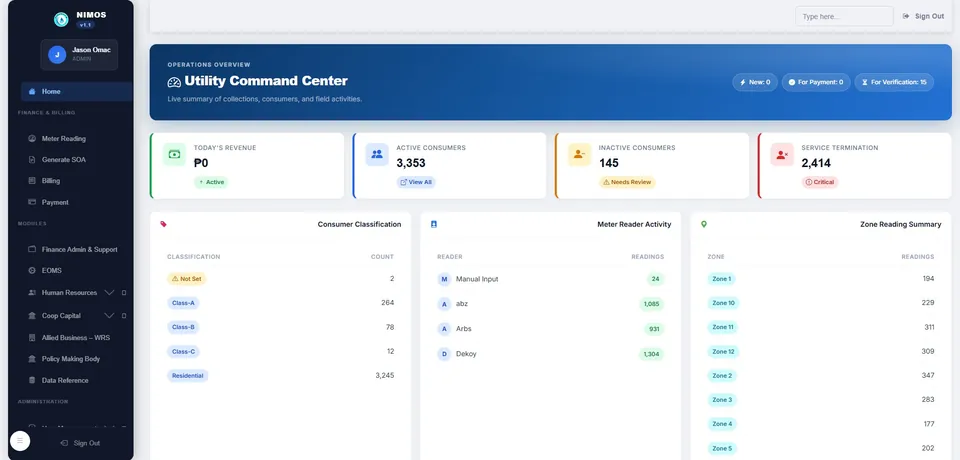 NIMOS
v1.1
J
Jason Omac
ADMIN
Home
FINANCE & BILLING
Meter Reading
Generate SOA
Billing
Payment
MODULES
Finance Admin & Support
EOMS
Human Resources
Coop Capital
Allied Business – WRS
Policy Making Body
Data Reference
ADMINISTRATION
Sign Out
Type here...
Sign Out
OPERATIONS OVERVIEW
Utility Command Center
Live summary of collections, consumers, and field activities.
New: 0
For Payment: 0
For Verification: 15
TODAY'S REVENUE
₱0
Active
ACTIVE CONSUMERS
3,353
View All
INACTIVE CONSUMERS
145
Needs Review
SERVICE TERMINATION
2,414
Critical
Consumer Classification
CLASSIFICATION COUNT
Not Set 2
Class-A 264
Class-B 78
Class-C 12
Residential 3,245
Meter Reader Activity
READER READINGS
M Manual Input 24
A abz 1,085
A Arbs 931
D Dekoy 1,304
Zone Reading Summary
ZONE READINGS
Zone 1 194
Zone 10 229
Zone 11 311
Zone 12 309
Zone 2 347
Zone 3 283
Zone 4 177
Zone 5 202